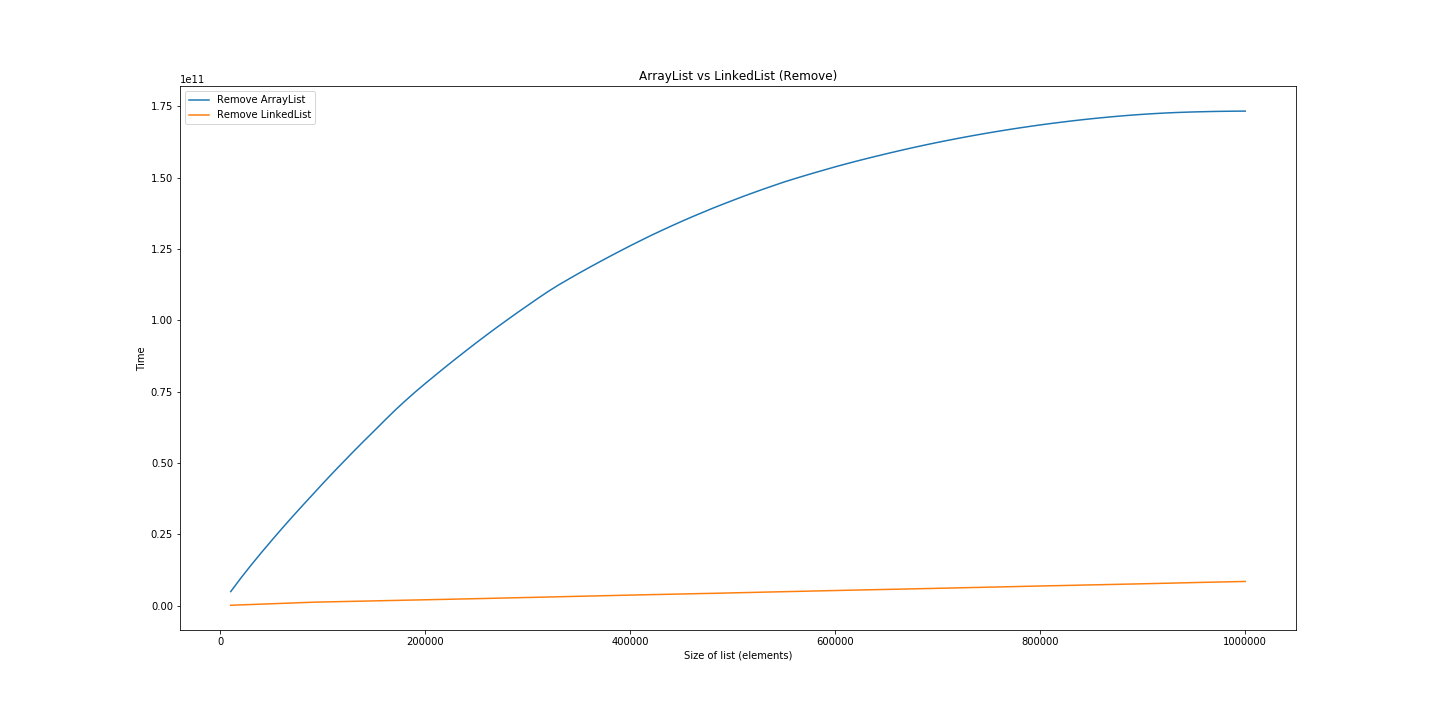 ArrayList vs LinkedList (Remove)
1e11
Remove ArrayList
Remove LinkedList
1.75
1.50
1.25
1.00
0.75
0.50
0.25
0.00
Time
0 200000 400000 600000 800000 1000000
Size of list (elements)